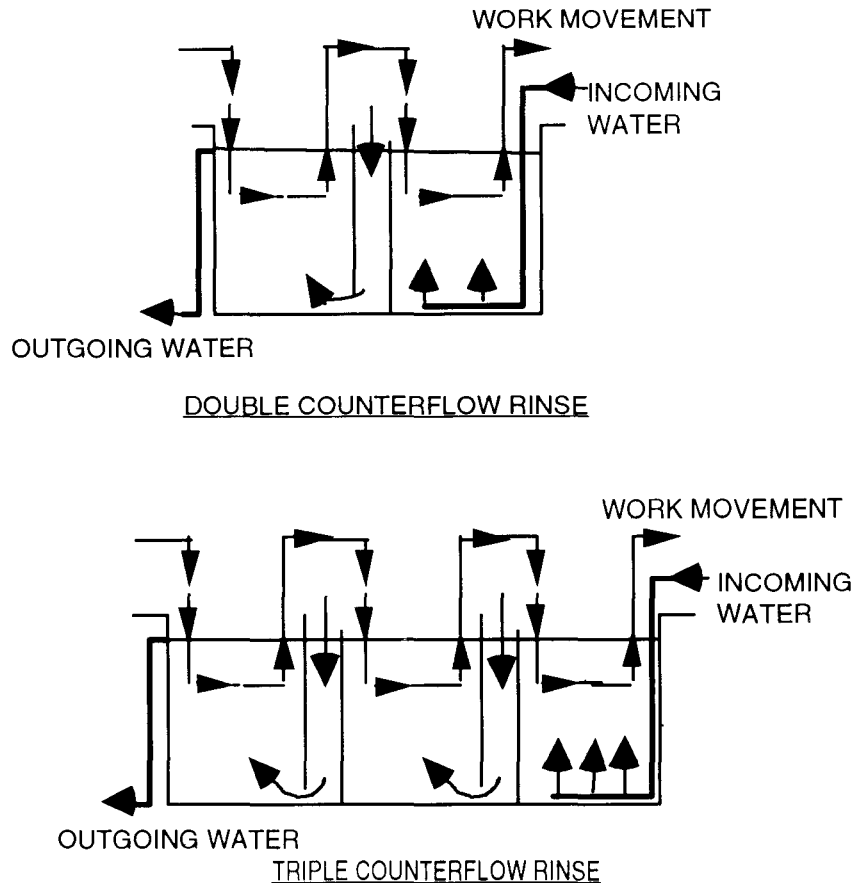 WORK MOVEMENT
INCOMING
WATER
OUTGOING WATER
DOUBLE COUNTERFLOW RINSE
WORK MOVEMENT
INCOMING
WATER
OUTGOING WATER
TRIPLE COUNTERFLOW RINSE